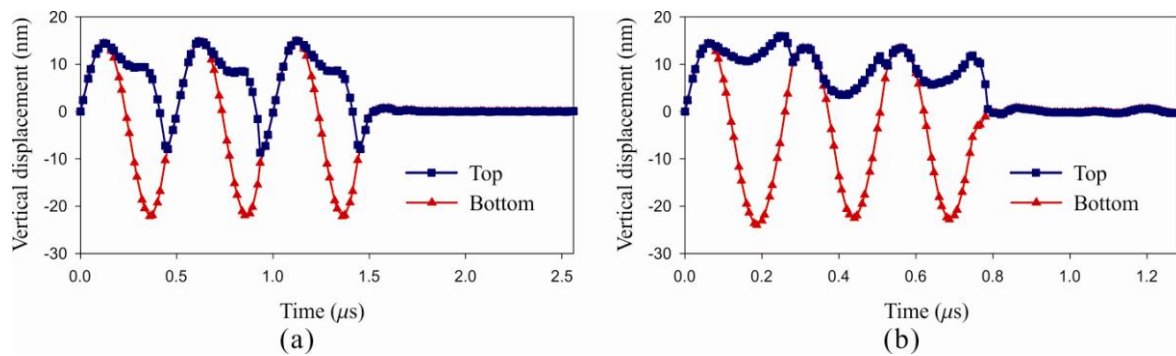 Vertical displacement (nm)
20
10
0
-10
-20
-30
Top
Bottom
0.0 0.5 1.0 1.5 2.0 2.5
Time (μs)
(a)
Vertical displacement (nm)
20
10
0
-10
-20
-30
Top
Bottom
0.0 0.2 0.4 0.6 0.8 1.0 1.2
Time (μs)
(b)